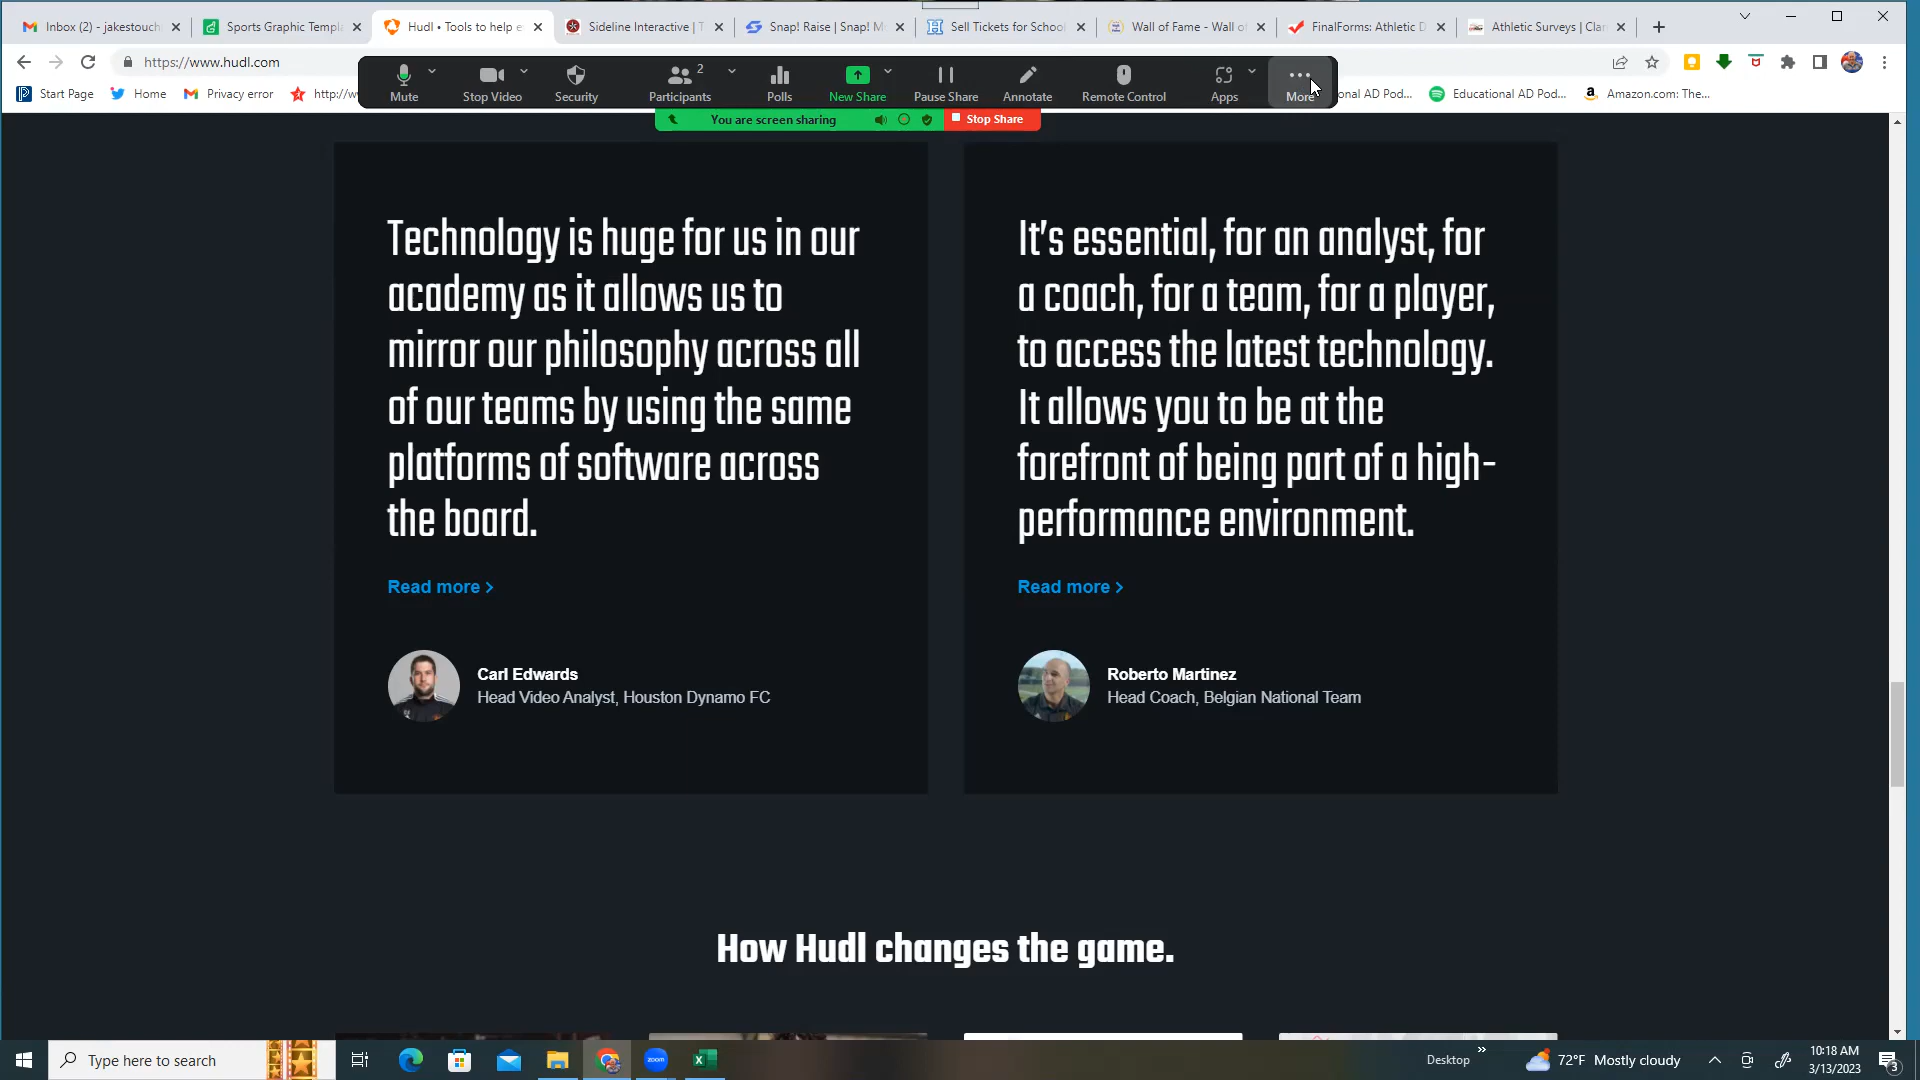 Inbox (2) - jakestouch
Sports Graphic Templ
Hudl • Tools to help e
Sideline Interactive | T
Snap! Raise | Snap! M
Sell Tickets for School
Wall of Fame - Wall o
FinalForms: Athletic D
Athletic Surveys | Cla
https://www.hudl.com
Mute
Stop Video
Security
Participants
2
Polls
New Share
Pause Share
Annotate
Remote Control
Apps
More
Start Page
Home
Privacy error
http://w
onal AD Pod...
Educational AD Pod...
Amazon.com: The...
You are screen sharing
Stop Share
Technology is huge for us in our
academy as it allows us to
mirror our philosophy across all
of our teams by using the same
platforms of software across
the board.
Read more >
Carl Edwards
Head Video Analyst, Houston Dynamo FC
It's essential, for an analyst, for
a coach, for a team, for a player,
to access the latest technology.
It allows you to be at the
forefront of being part of a high-
performance environment.
Read more >
Roberto Martinez
Head Coach, Belgian National Team
How Hudl changes the game.
Type here to search
zoom
Desktop
72°F Mostly cloudy
10:18 AM
3/13/2023
3